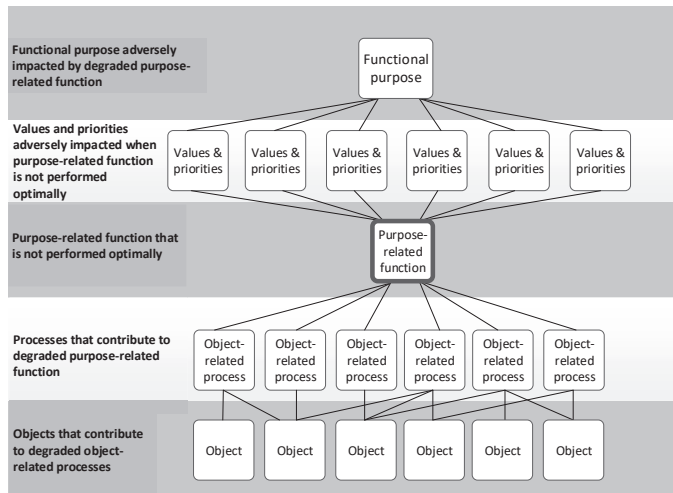 Functional purpose adversely
impacted by degraded purpose-
related function
Functional
purpose
Values and priorities
adversely impacted when
purpose-related function
is not performed
optimally
Values &
priorities
Values &
priorities
Values &
priorities
Values &
priorities
Values &
priorities
Values &
priorities
Purpose-related function that
is not performed optimally
Purpose-
related
function
Processes that contribute to
degraded purpose-related
function
Object-
related
process
Object-
related
process
Object-
related
process
Object-
related
process
Object-
related
process
Object-
related
process
Objects that contribute
to degraded object-
related processes
Object
Object
Object
Object
Object
Object